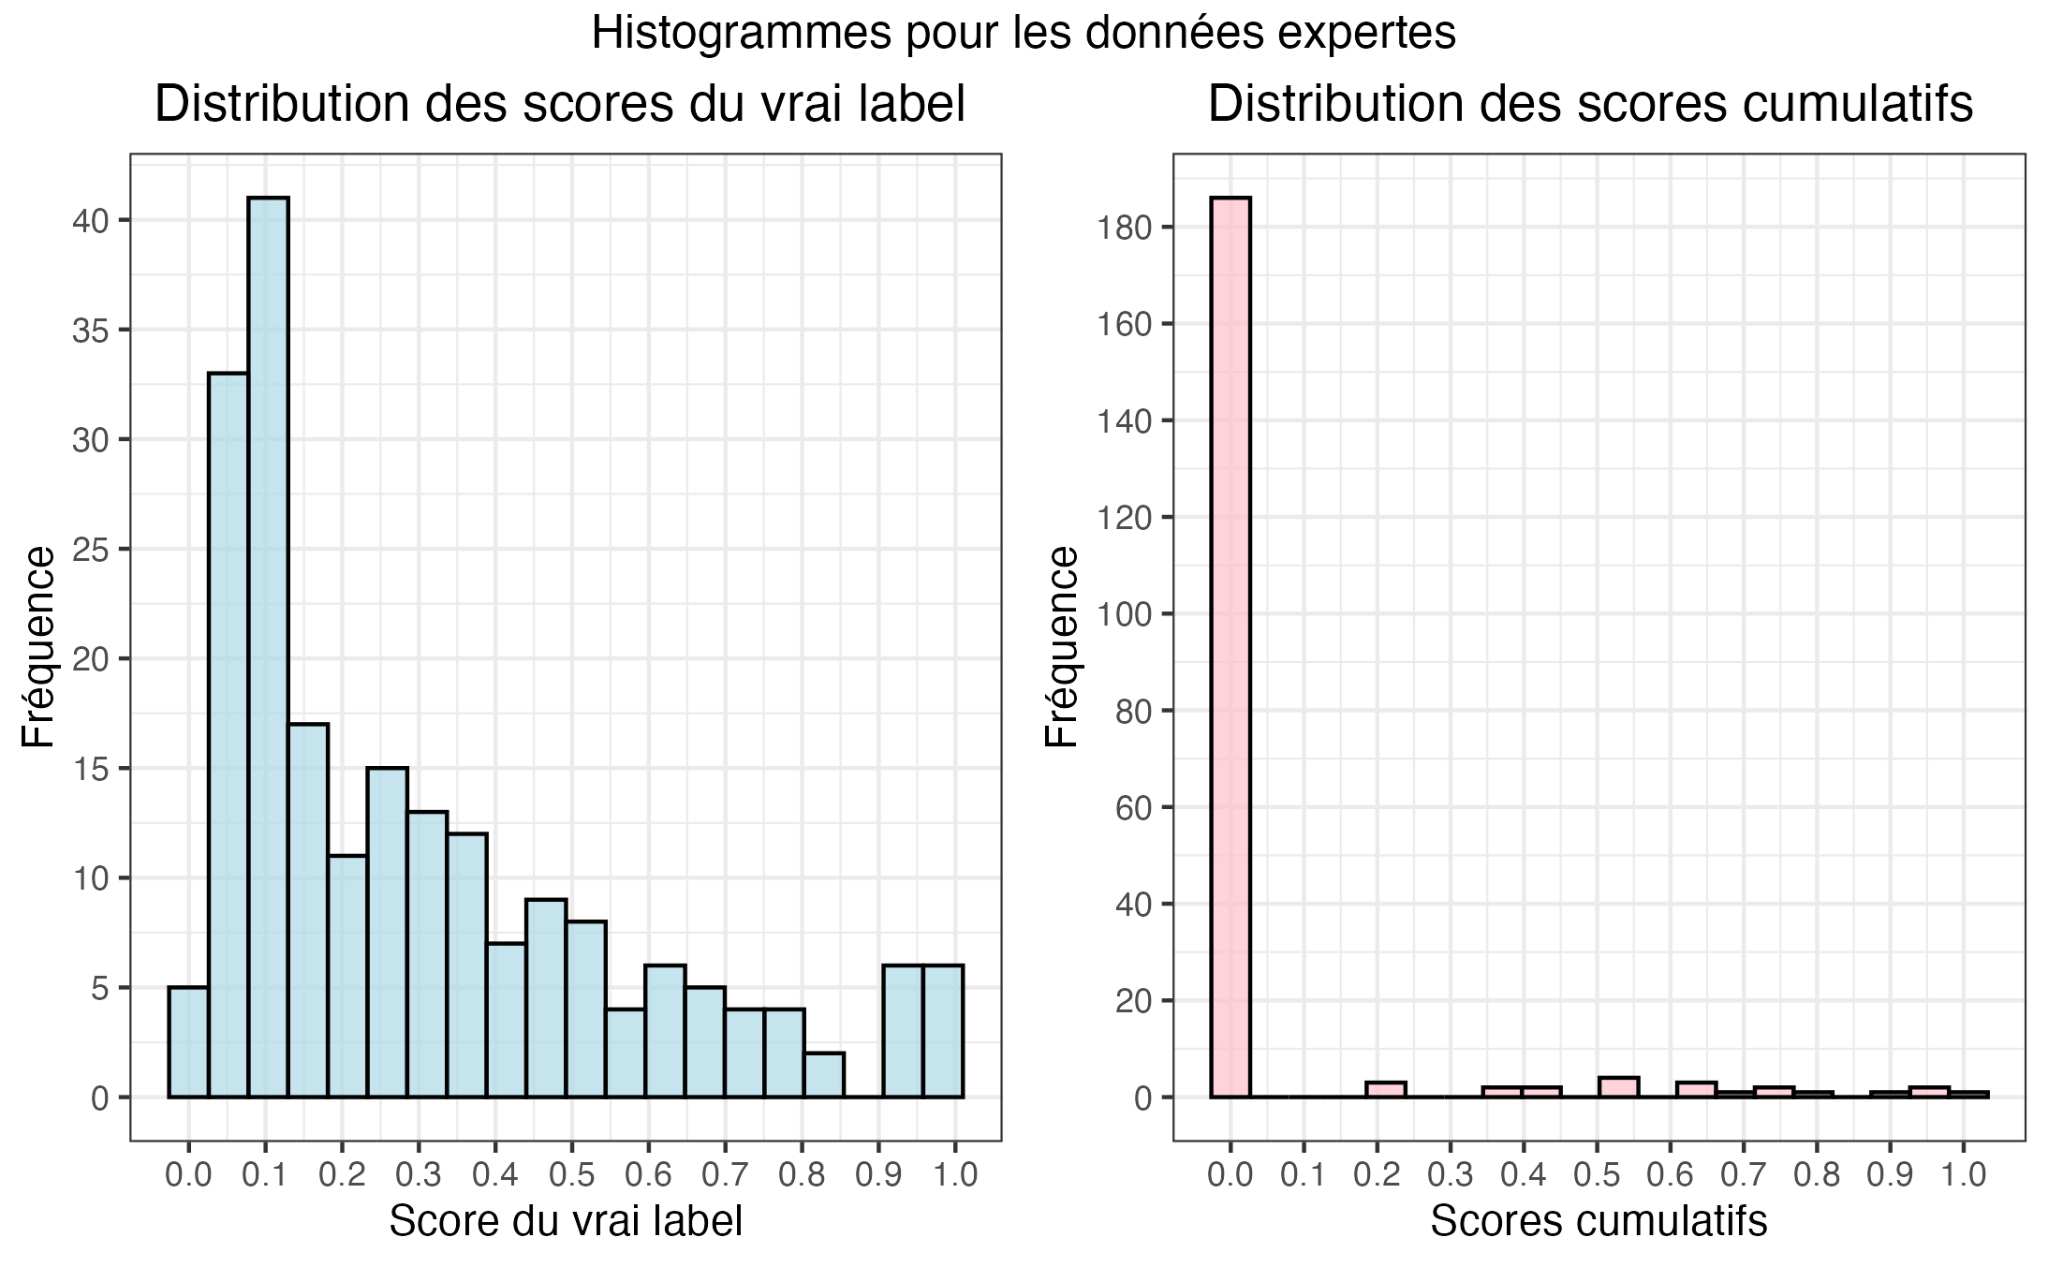 Histogrammes pour les données expertes
Distribution des scores du vrai label
Fréquence
40
35
30
25
20
15
10
5
0
0.0 0.1 0.2 0.3 0.4 0.5 0.6 0.7 0.8 0.9 1.0
Score du vrai label
Distribution des scores cumulatifs
Fréquence
180
160
140
120
100
80
60
40
20
0
0.0 0.1 0.2 0.3 0.4 0.5 0.6 0.7 0.8 0.9 1.0
Scores cumulatifs